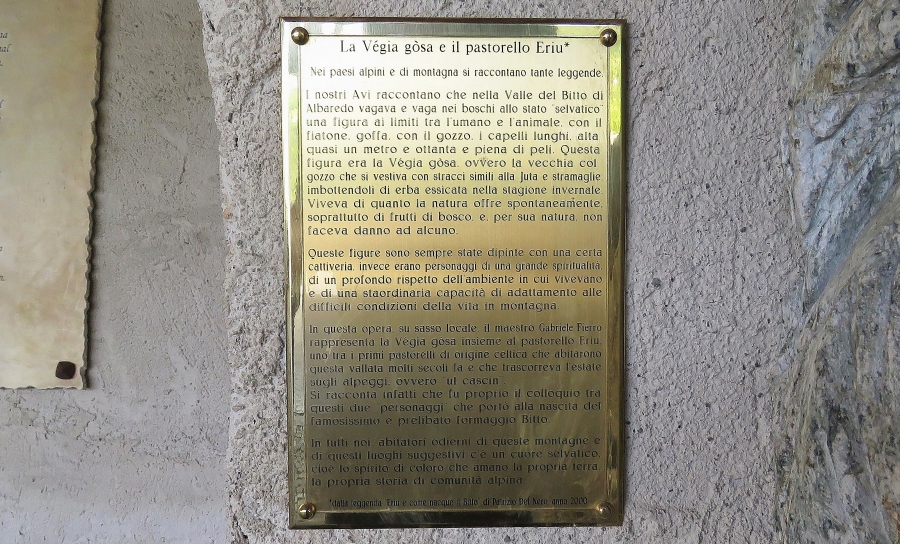 La Végia gòsa e il pastorello Eriu*
Nei paesi alpini e di montagna si raccontano tante leggende.
I nostri Avi raccontano che nella Valle del Bitto di
Albaredo vagava e vaga nei boschi allo stato "selvatico"
una figura ai limiti tra l'umano e l'animale, con il
fiatone, goffa, con il gozzo, i capelli lunghi, alta
quasi un metro e ottanta e piena di peli. Questa
figura era la Végia gòsa, ovvero la vecchia col
gozzo che si vestiva con stracci simili alla Juta e stramaglie
imbottendoli di erba essicata nella stagione invernale.
Viveva di quanto la natura offre spontaneamente,
soprattutto di frutti di bosco, e, per sua natura, non
faceva danno ad alcuno.
Queste figure sono sempre state dipinte con una certa
cattiveria, invece erano personaggi di una grande spiritualità,
di un profondo rispetto dell'ambiente in cui vivevano
e di una staordinaria capacità di adattamento alle
difficili condizioni della vita in montagna.
In questa opera, su sasso locale, il maestro Gabriele Fierro
rappresenta la Végia gosa insieme al pastorello Eriu,
uno tra i primi pastorelli di origine celtica che abitarono
questa vallata molti secoli fa e che trascorreva l'estate
sugli alpeggi, ovvero "ut cascin".
Si racconta infatti che fu proprio il colloquio tra
questi due "personaggi" che portò alla nascita del
famosissimo e prelibato formaggio Bitto.
In tutti noi, abitatori odierni di queste montagne e
di questi luoghi suggestivi c'è un cuore selvatico,
cioè lo spirito di coloro che amano la propria terra,
la propria storia di comunità alpina.
*dalla leggenda "Eriu e come nacque il Bitto" di Patrizio Del Nero, anno 2000